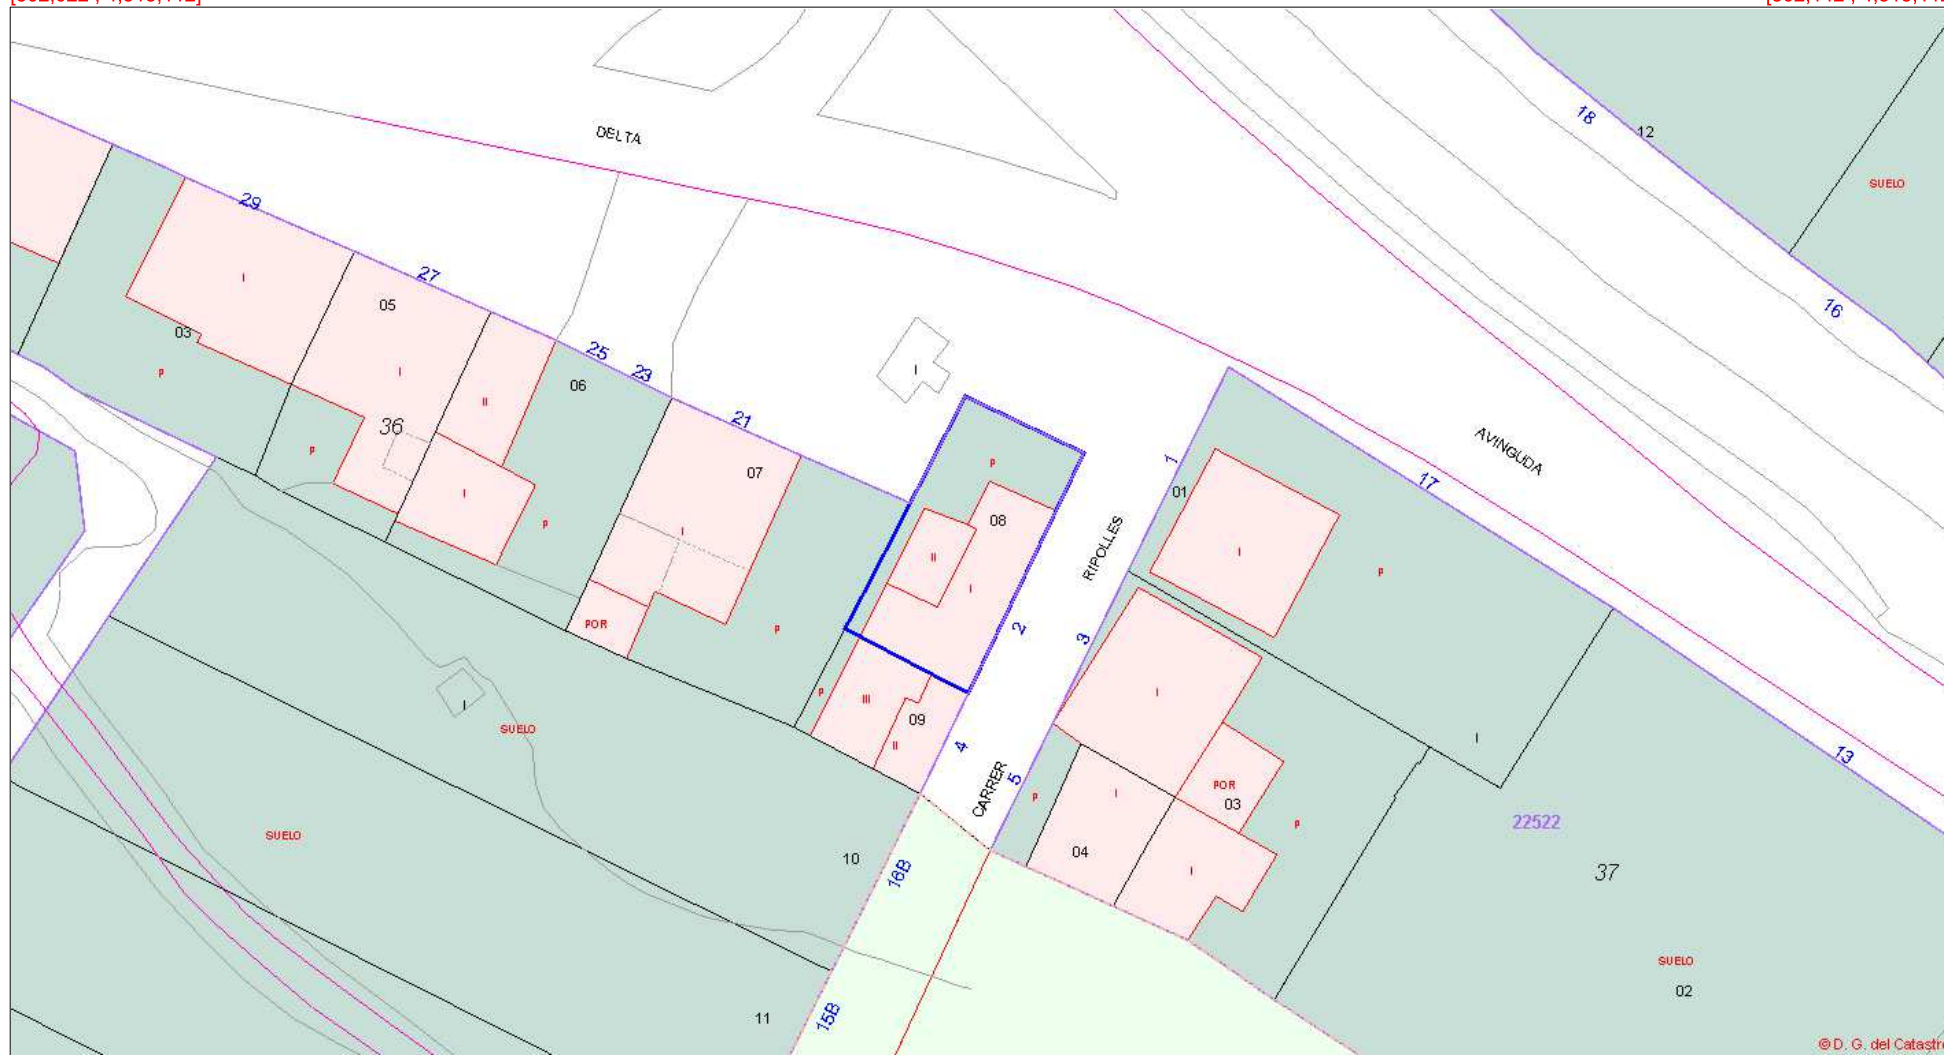 DELTA
18
12
SUELO
29
16
27
I
05
03
25
06
23
P
I
I
II
21
36
AVINGUDA
1
P
07
P
17
01
I
08
P
RIPOLLES
I
II
I
P
I
POR
2
3
P
P
III
I
09
SUELO
I
4
II
I
13
CARRER
5
POR
P
I
03
P
22522
SUELO
04
10
16B
I
37
SUELO
02
11
15B
© D. G. del Catastro